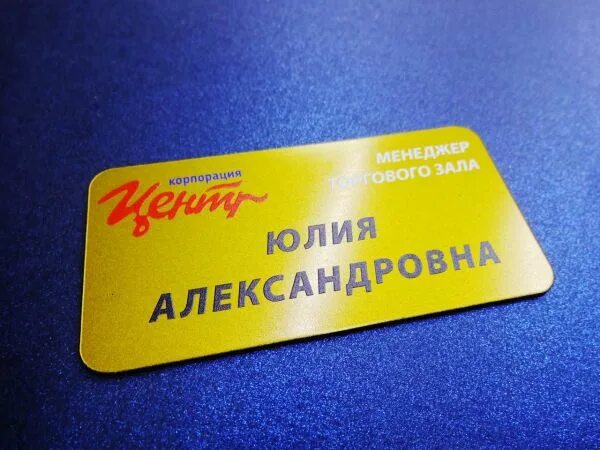 корпорация
Центр
МЕНЕДЖЕР
ТОРГОВОГО ЗАЛА
ЮЛИЯ
АЛЕКСАНДРОВНА